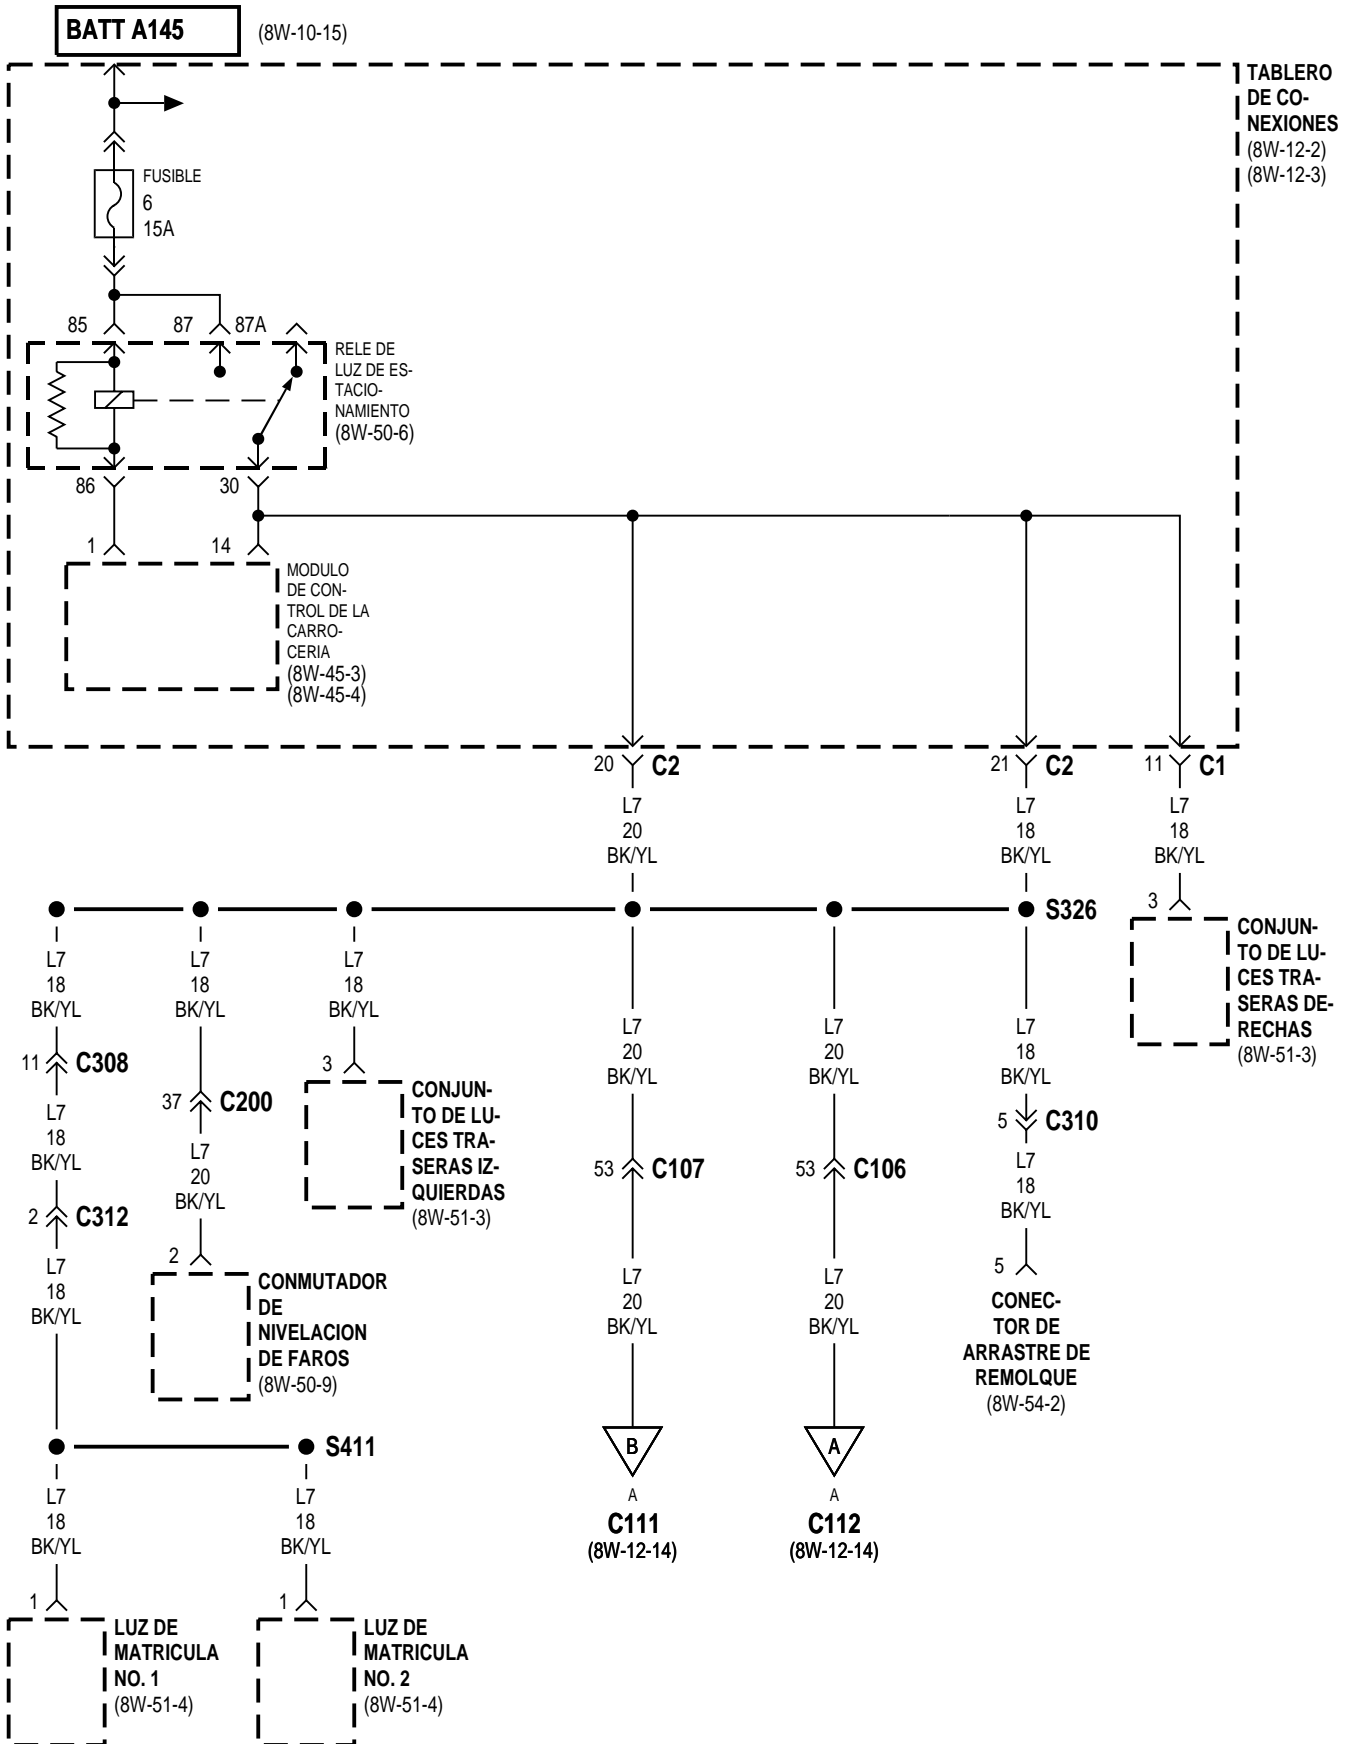 BATT A145
(8W-10-15)
TABLERO
DE CO-
NEXIONES
(8W-12-2)
(8W-12-3)
FUSIBLE
6
15A
85
87
87A
RELE DE
LUZ DE ES-
TACIO-
NAMIENTO
(8W-50-6)
86
30
1
14
MODULO
DE CON-
TROL DE LA
CARRO-
CERIA
(8W-45-3)
(8W-45-4)
20
C2
21
C2
11
C1
L7
20
BK/YL
L7
18
BK/YL
L7
18
BK/YL
S326
3
CONJUN-
TO DE LU-
CES TRA-
SERAS DE-
RECHAS
(8W-51-3)
L7
18
BK/YL
L7
18
BK/YL
L7
18
BK/YL
L7
20
BK/YL
L7
20
BK/YL
L7
18
BK/YL
11
C308
37
C200
3
CONJUN-
TO DE LU-
CES TRA-
SERAS IZ-
QUIERDAS
(8W-51-3)
53
C107
53
C106
5
C310
L7
18
BK/YL
L7
20
BK/YL
L7
18
BK/YL
2
C312
2
CONMUTADOR
DE
NIVELACION
DE FAROS
(8W-50-9)
L7
18
BK/YL
L7
20
BK/YL
L7
20
BK/YL
5
CONEC-
TOR DE
ARRASTRE DE
REMOLQUE
(8W-54-2)
B
A
C111
(8W-12-14)
A
A
C112
(8W-12-14)
S411
L7
18
BK/YL
L7
18
BK/YL
1
LUZ DE
MATRICULA
NO. 1
(8W-51-4)
1
LUZ DE
MATRICULA
NO. 2
(8W-51-4)